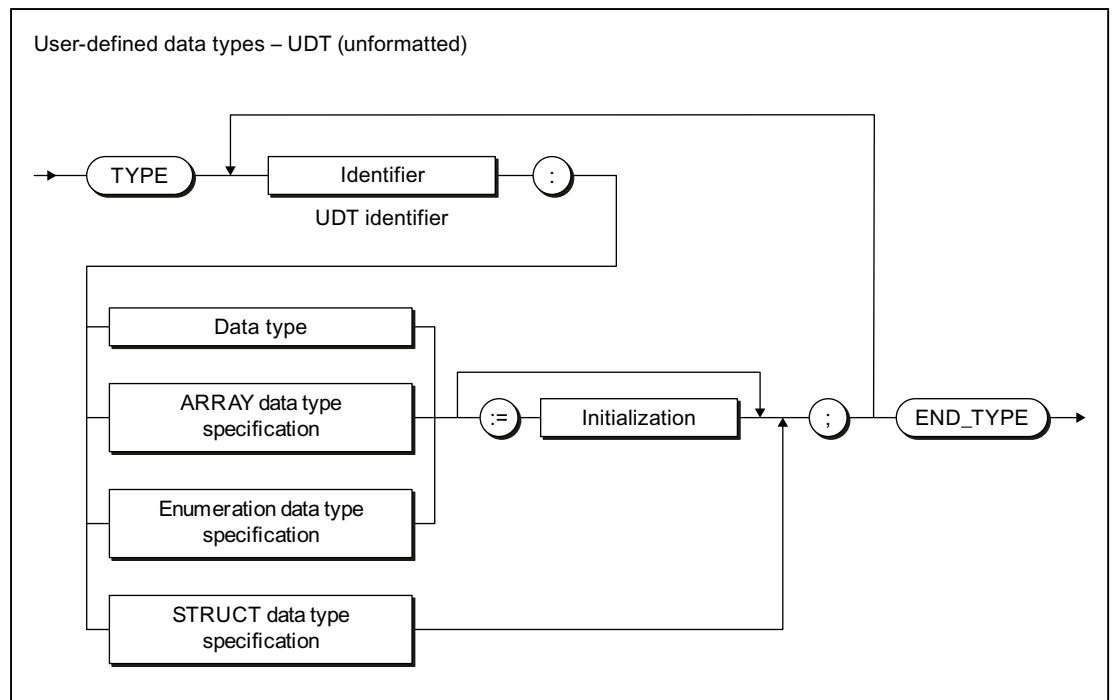 User-defined data types – UDT (unformatted)
TYPE
Identifier
:
UDT identifier
Data type
ARRAY data type
specification
:=
Initialization
;
END_TYPE
Enumeration data type
specification
STRUCT data type
specification